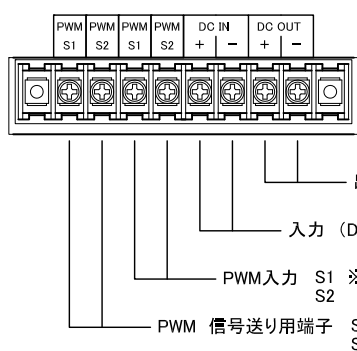 PWM PWM PWM PWM DC IN DC OUT
S1 S2 S1 S2 + − + −
入力 (D
PWM入力 S1 ※
S2
PWM 信号送り用端子 S
S